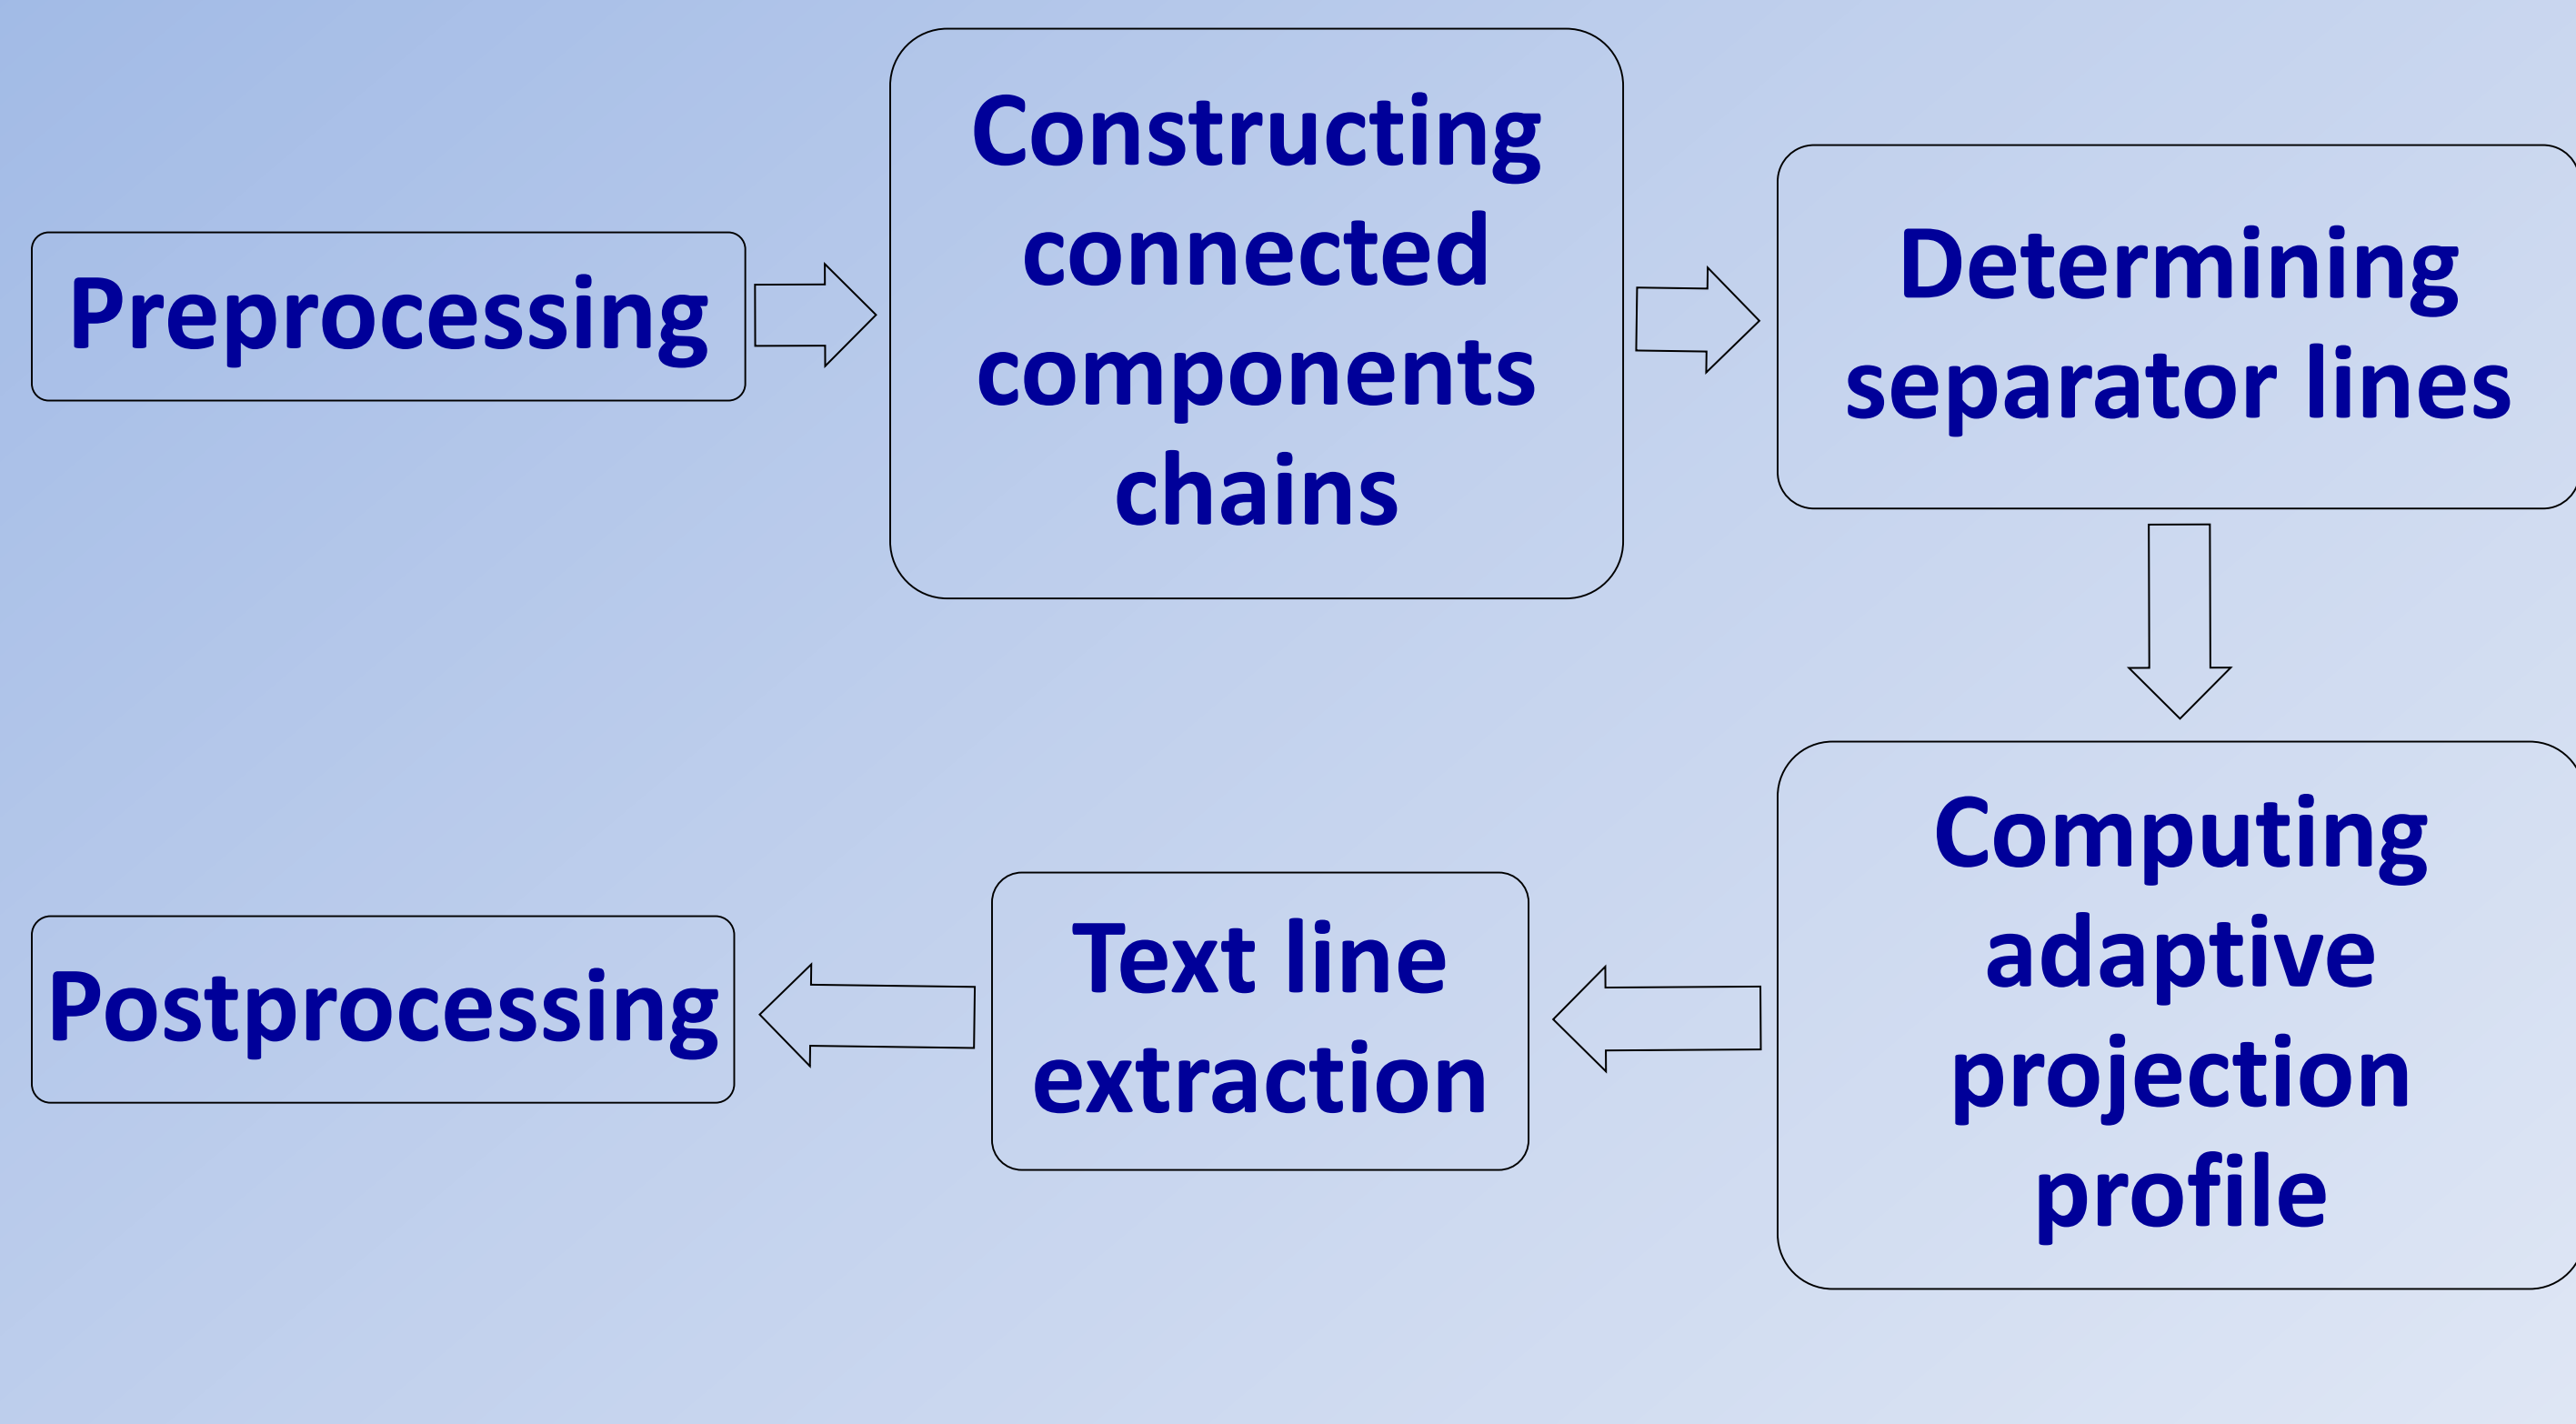 Preprocessing
Constructing
connected
components
chains
Determining
separator lines
Computing
adaptive
projection
profile
Text line
extraction
Postprocessing